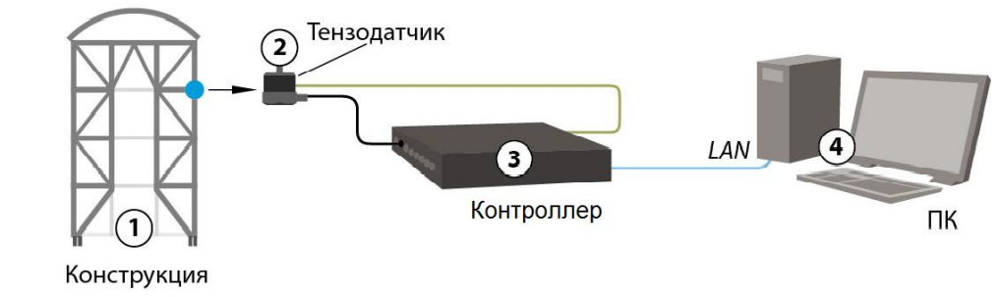 2
Тензодатчик
1
Конструкция
3
Контроллер
LAN
4
ПК